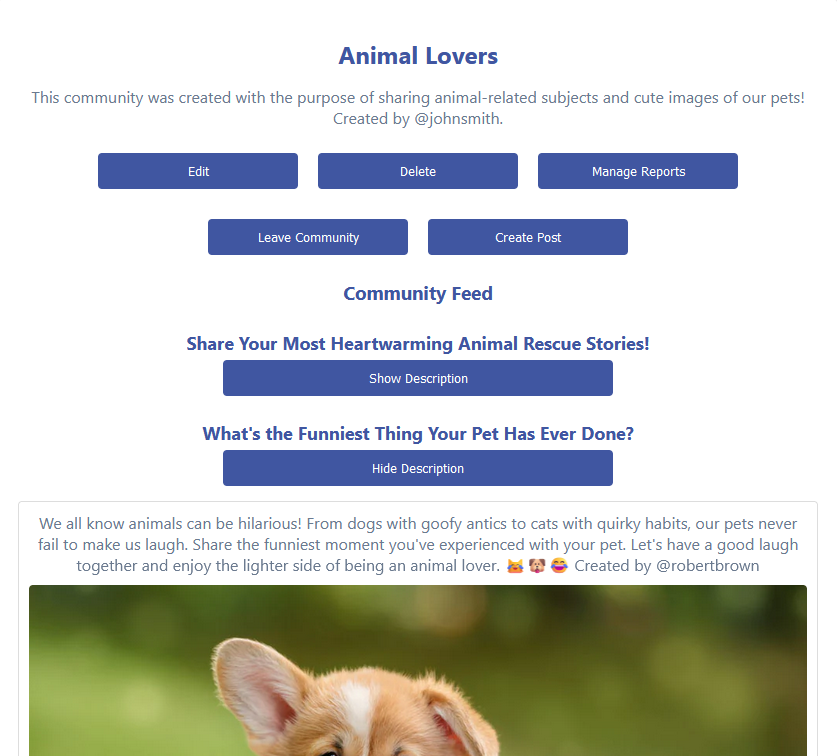 Animal Lovers
This community was created with the purpose of sharing animal-related subjects and cute images of our pets!
Created by @johnsmith.
Edit
Delete
Manage Reports
Leave Community
Create Post
Community Feed
Share Your Most Heartwarming Animal Rescue Stories!
Show Description
What's the Funniest Thing Your Pet Has Ever Done?
Hide Description
We all know animals can be hilarious! From dogs with goofy antics to cats with quirky habits, our pets never
fail to make us laugh. Share the funniest moment you've experienced with your pet. Let's have a good laugh
together and enjoy the lighter side of being an animal lover. 😹 🐶 😂 Created by @robertbrown